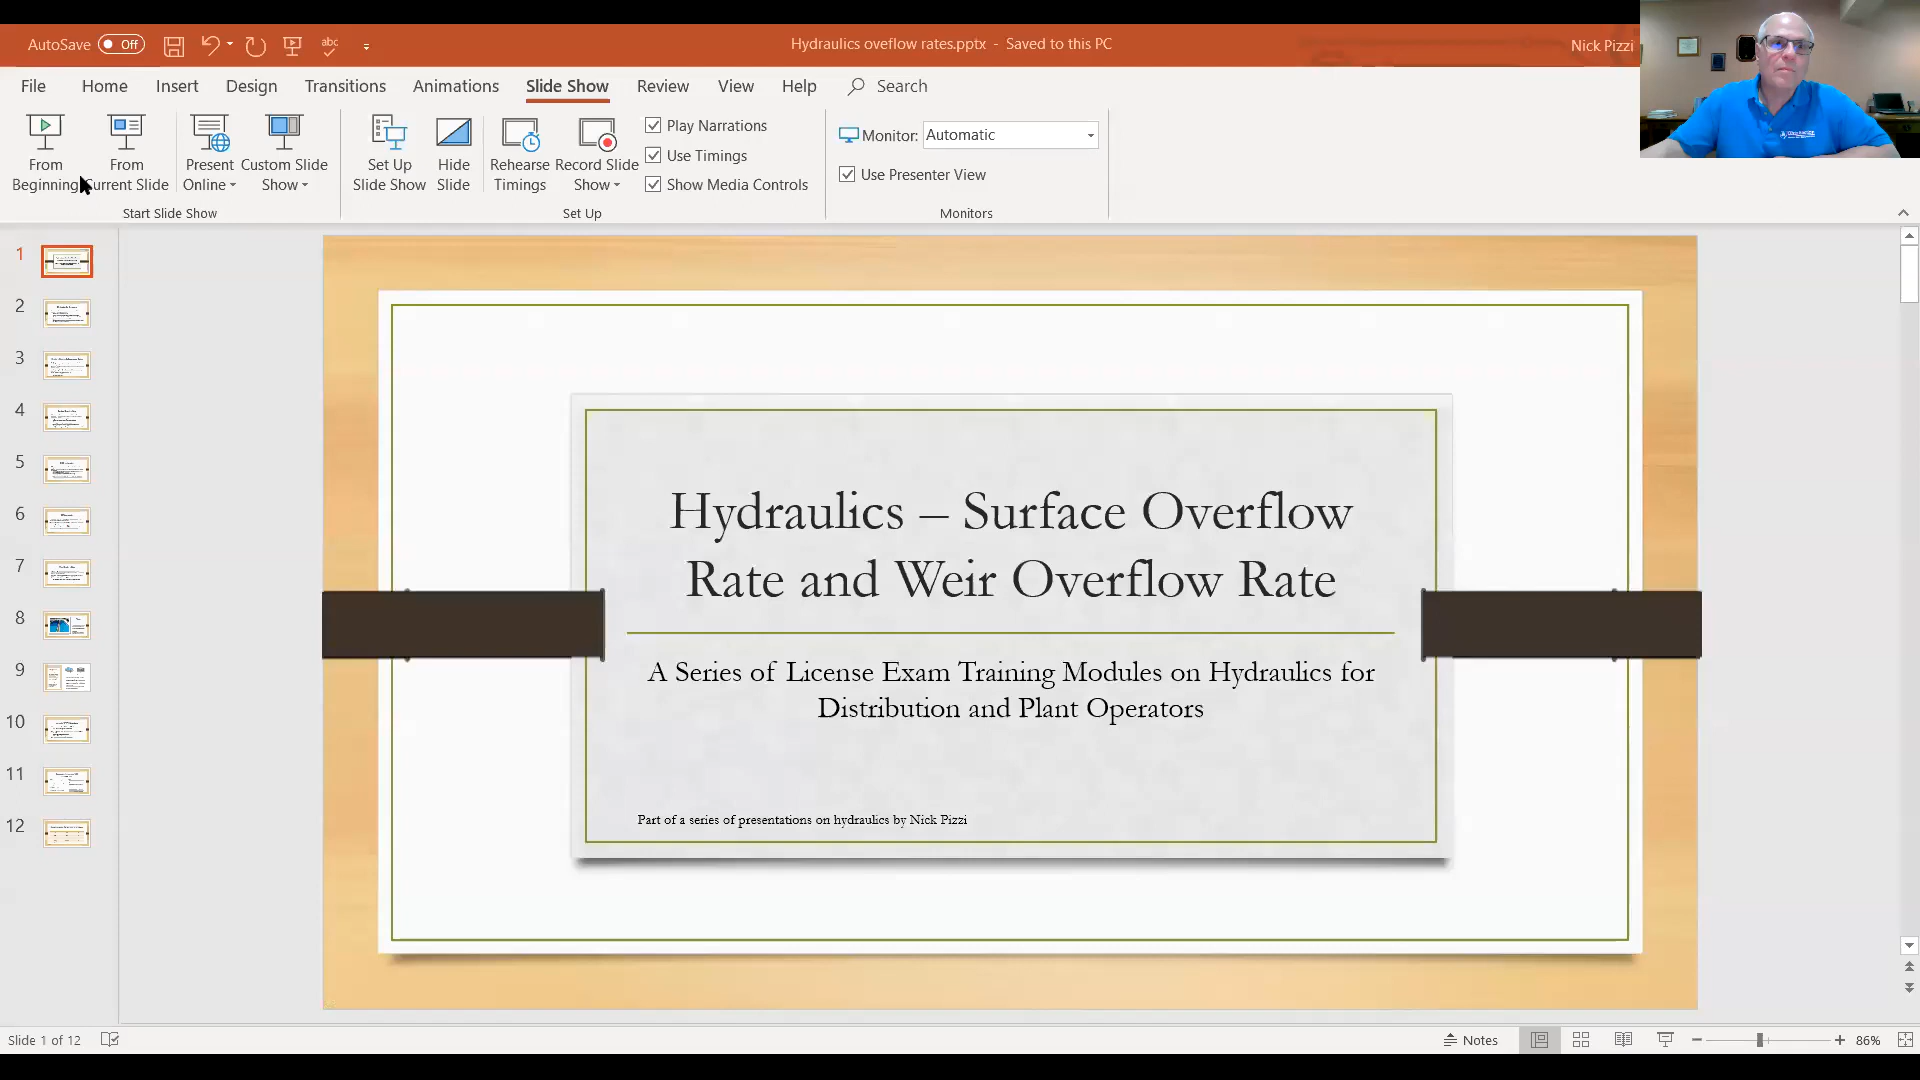 AutoSave Off
abc
Hydraulics oveflow rates.pptx - Saved to this PC
Nick Pizzi
File Home Insert Design Transitions Animations Slide Show Review View Help Search
From Beginning
From Current Slide
Present Online
Custom Slide Show
Start Slide Show
Set Up Slide Show
Hide Slide
Rehearse Timings
Record Slide Show
Play Narrations
Use Timings
Show Media Controls
Set Up
Monitor: Automatic
Use Presenter View
Monitors
1
2
3
4
5
6
7
8
9
10
11
12
Hydraulics – Surface Overflow
Rate and Weir Overflow Rate
A Series of License Exam Training Modules on Hydraulics for
Distribution and Plant Operators
Part of a series of presentations on hydraulics by Nick Pizzi
Slide 1 of 12
Notes
86%